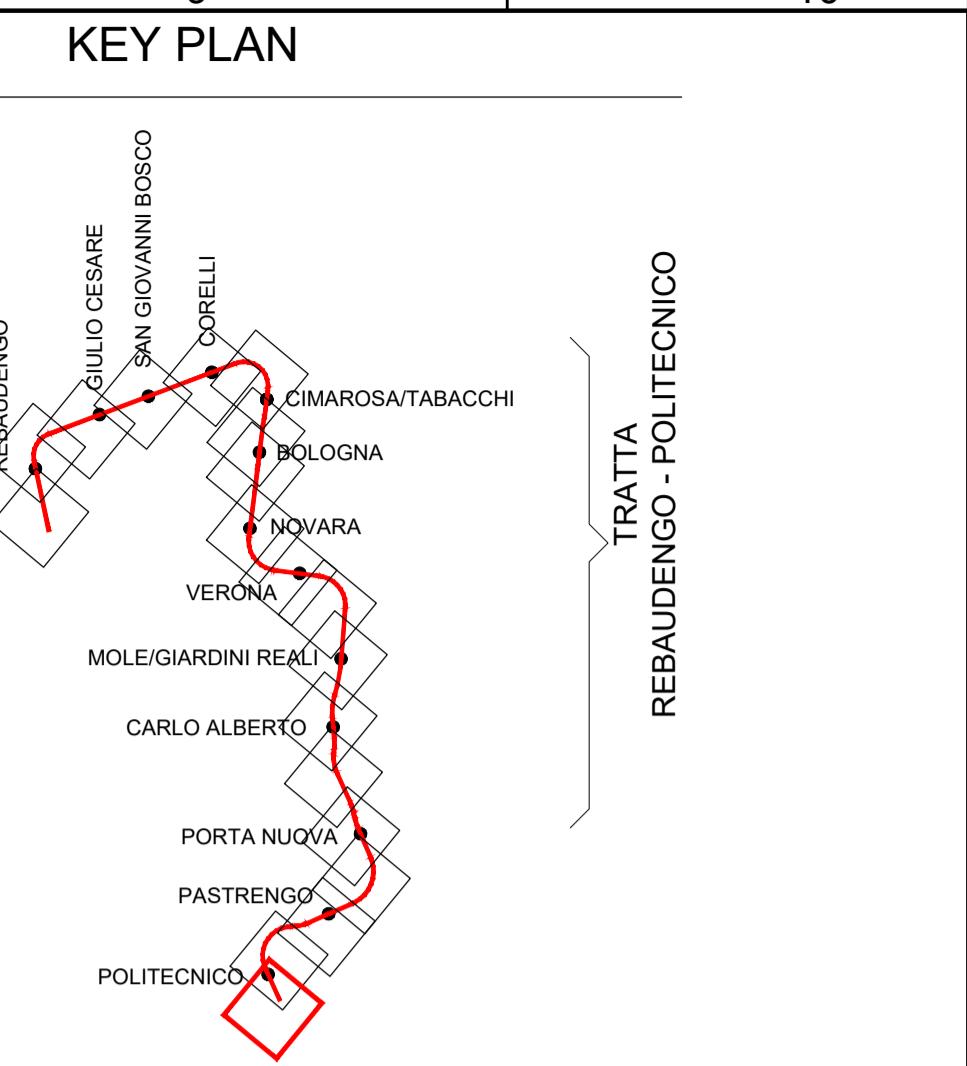 KEY PLAN
REBAUDENGO
GIULIO CESARE
SAN GIOVANNI BOSCO
CORELLI
CIMAROSA/TABACCHI
BOLOGNA
NOVARA
VERONA
MOLE/GIARDINI REALI
CARLO ALBERTO
PORTA NUOVA
PASTRENGO
POLITECNICO
TRATTA
REBAUDENGO - POLITECNICO